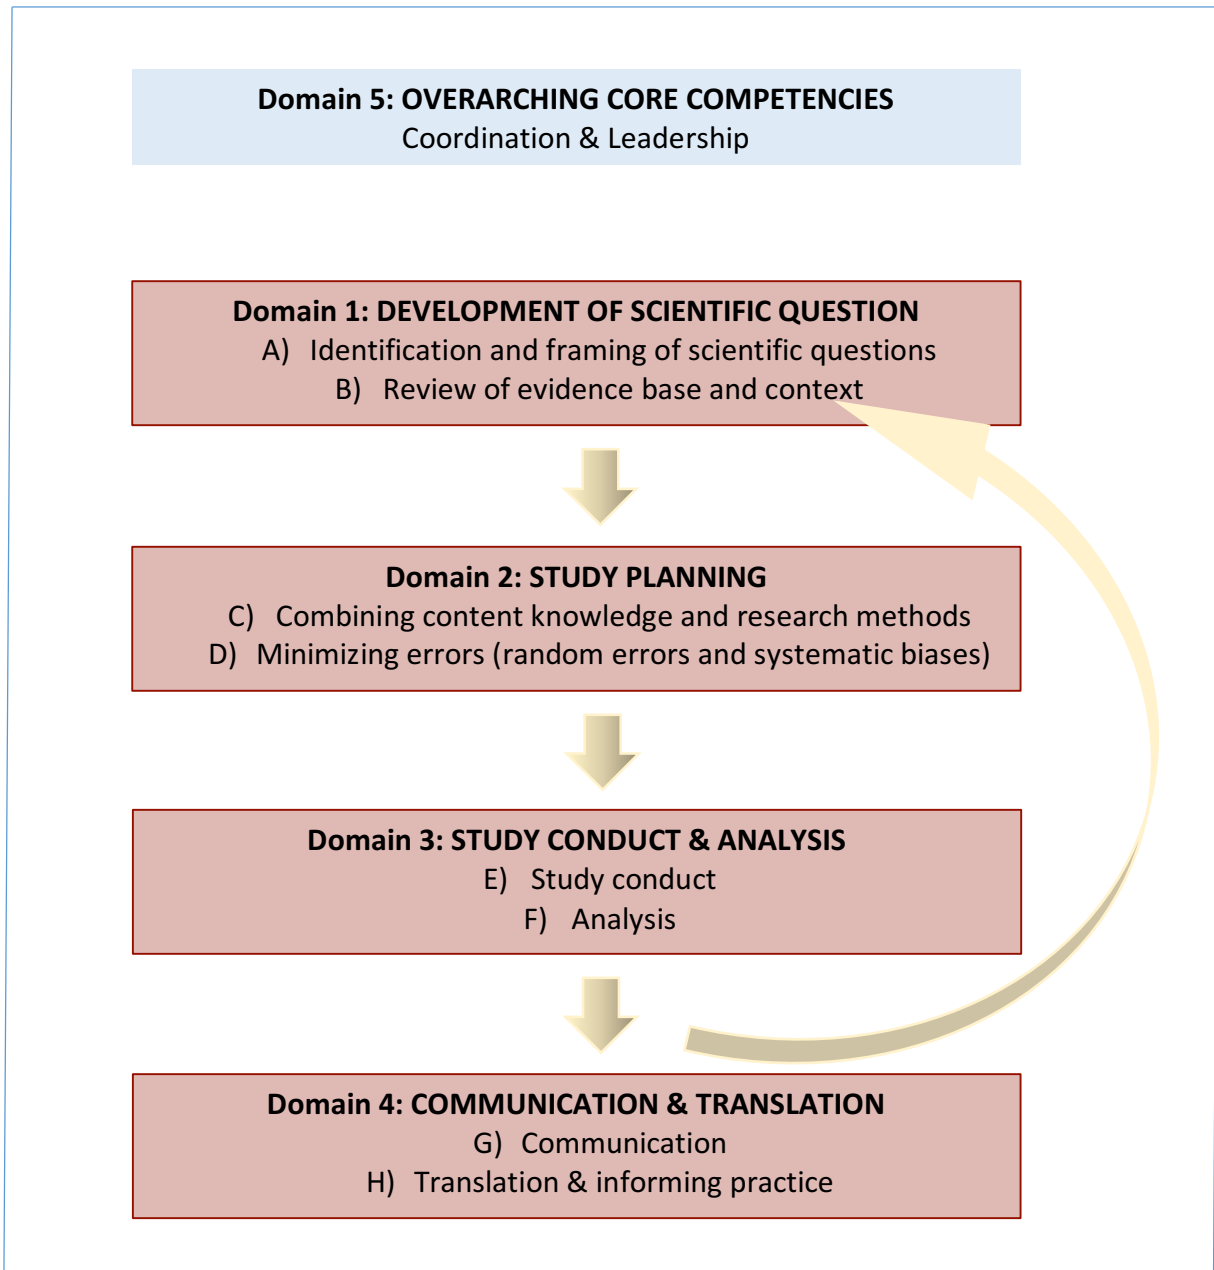 Domain 5: OVERARCHING CORE COMPETENCIES
Coordination & Leadership
Domain 1: DEVELOPMENT OF SCIENTIFIC QUESTION
A) Identification and framing of scientific questions
B) Review of evidence base and context
Domain 2: STUDY PLANNING
C) Combining content knowledge and research methods
D) Minimizing errors (random errors and systematic biases)
Domain 3: STUDY CONDUCT & ANALYSIS
E) Study conduct
F) Analysis
Domain 4: COMMUNICATION & TRANSLATION
G) Communication
H) Translation & informing practice